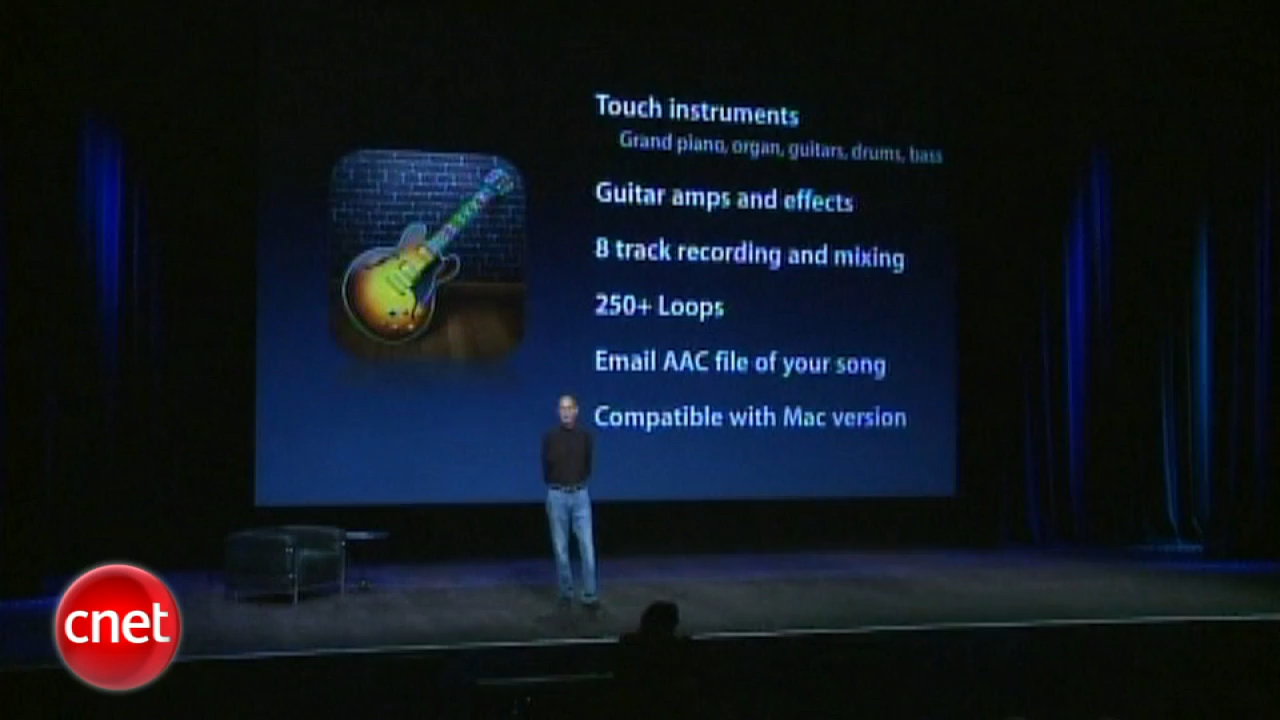 Touch instruments
Grand piano, organ, guitars, drums, bass
Guitar amps and effects
8 track recording and mixing
250+ Loops
Email AAC file of your song
Compatible with Mac version
cnet